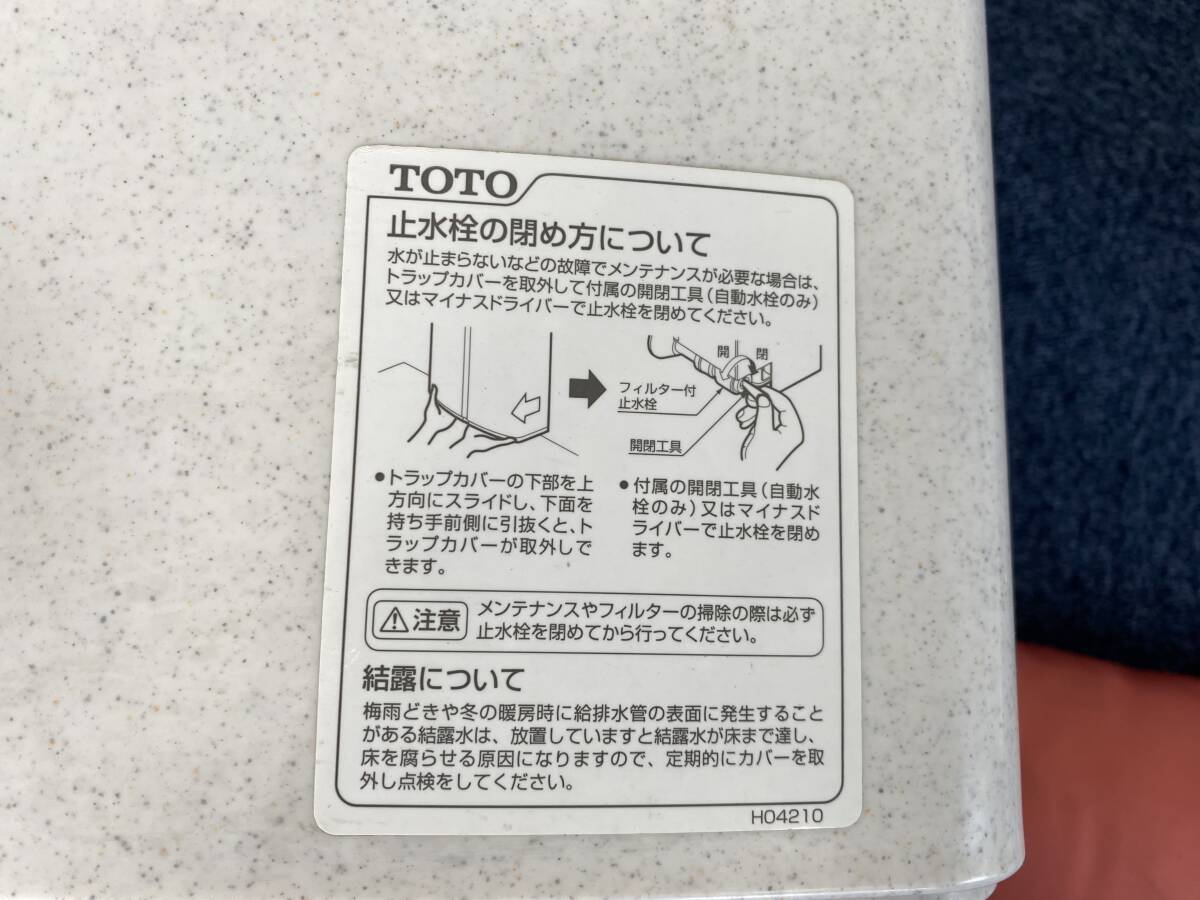 TOTO
止水栓の閉め方について
水が止まらないなどの故障でメンテナンスが必要な場合は、
トラップカバーを取外して付属の開閉工具(自動水栓のみ)
又はマイナスドライバーで止水栓を閉めてください。
開 閉
フィルター付
止水栓
開閉工具
●トラップカバーの下部を上
方向にスライドし、下面を
持ち手前側に引抜くと、ト
ラップカバーが取外しで
きます。
●付属の開閉工具(自動水
栓のみ)又はマイナスド
ライバーで止水栓を閉め
ます。
⚠注意
メンテナンスやフィルターの掃除の際は必ず
止水栓を閉めてから行ってください。
結露について
梅雨どきや冬の暖房時に給排水管の表面に発生すること
がある結露水は、放置していますと結露水が床まで達し、
床を腐らせる原因になりますので、定期的にカバーを取
外し点検をしてください。
H04210